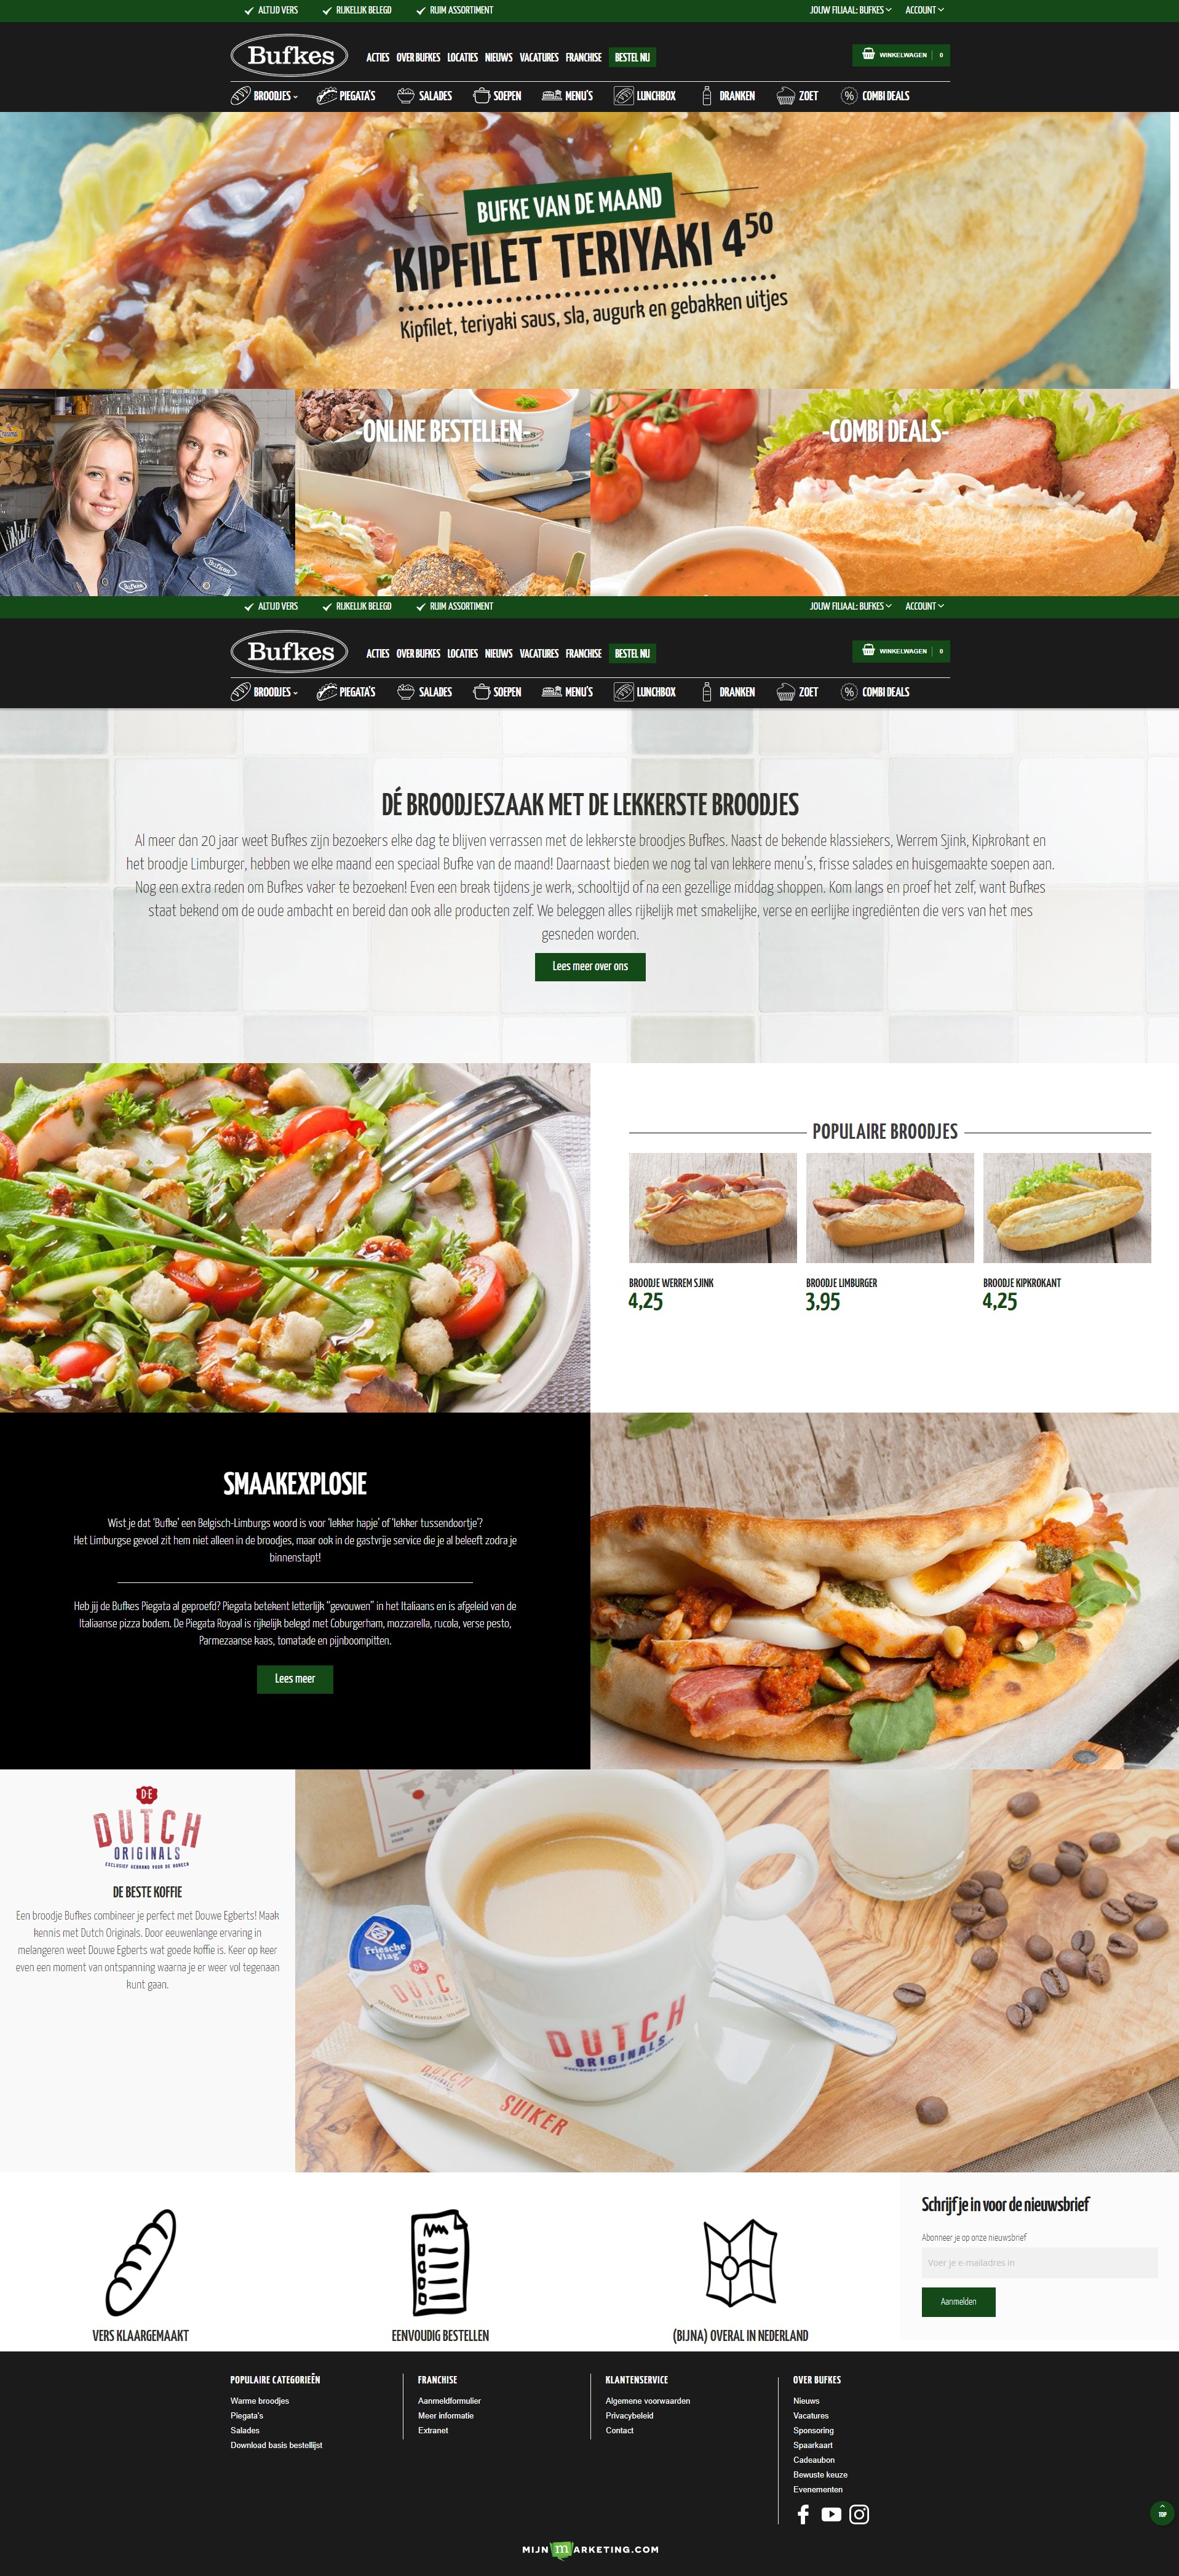 ALTIJD VERS RIJKELIJK BELEGD RUIM ASSORTIMENT JOUW FILIAAL: BUFKES ACCOUNT
Bufkes ACTIES OVER BUFKES LOCATIES NIEUWS VACATURES FRANCHISE BESTEL NU WINKELWAGEN 0
BROODJES PIEGATA'S SALADES SOEPEN MENU'S LUNCHBOX DRANKEN ZOET % COMBI DEALS
BUFKE VAN DE MAAND
KIPFILET TERIYAKI 4 50
Kipfilet, teriyaki saus, sla, augurk en gebakken uitjes
-ONLINE BESTELLEN-
-COMBI DEALS-
Bufkes
ALTIJD VERS RIJKELIJK BELEGD RUIM ASSORTIMENT JOUW FILIAAL: BUFKES ACCOUNT
Bufkes ACTIES OVER BUFKES LOCATIES NIEUWS VACATURES FRANCHISE BESTEL NU WINKELWAGEN 0
BROODJES PIEGATA'S SALADES SOEPEN MENU'S LUNCHBOX DRANKEN ZOET % COMBI DEALS
DÉ BROODJESZAAK MET DE LEKKERSTE BROODJES
Al meer dan 20 jaar weet Bufkes zijn bezoekers elke dag te blijven verrassen met de lekkerste broodjes Bufkes. Naast de bekende klassiekers, Werrem Sjink, Kipkrokant en
het broodje Limburger, hebben we elke maand een speciaal Bufke van de maand! Daarnaast bieden we nog tal van lekkere menu's, frisse salades en huisgemaakte soepen aan.
Nog een extra reden om Bufkes vaker te bezoeken! Even een break tijdens je werk, schooltijd of na een gezellige middag shoppen. Kom langs en proef het zelf, want Bufkes
staat bekend om de oude ambacht en bereid dan ook alle producten zelf. We beleggen alles rijkelijk met smakelijke, verse en eerlijke ingrediënten die vers van het mes
gesneden worden.
Lees meer over ons
POPULAIRE BROODJES
BROODJE WERREM SJINK BROODJE LIMBURGER BROODJE KIPKROKANT
4,25 3,95 4,25
SMAAKEXPLOSIE
Wist je dat 'Bufke' een Belgisch-Limburgs woord is voor 'lekker hapje' of 'lekker tussendoortje'?
Het Limburgse gevoel zit hem niet alleen in de broodjes, maar ook in de gastvrije service die je al beleeft zodra je
binnenstapt!
Heb jij de Bufkes Piegata al geproefd? Piegata betekent letterlijk "gevouwen" in het Italiaans en is afgeleid van de
Italiaanse pizza bodem. De Piegata Royaal is rijkelijk belegd met Coburgerham, mozzarella, rucola, verse pesto,
Parmezaanse kaas, tomatade en pijnboompitten.
Lees meer
DE
DUTCH
ORIGINALS
EXCLUSIEF GEBRAND VOOR DE HORECA
DE BESTE KOFFIE
Een broodje Bufkes combineer je perfect met Douwe Egberts! Maak
kennis met Dutch Originals. Door eeuwenlange ervaring in
melangeren weet Douwe Egberts wat goede koffie is. Keer op keer
even een moment van ontspanning waarna je er weer vol tegenaan
kunt gaan.
Friesche Vlag
DUTCH
ORIGINALS
DUTCH
ORIGINALS
DUTCH
ORIGINALS
SUIKER
VERS KLAARGEMAAKT
EENVOUDIG BESTELLEN
(BIJNA) OVERAL IN NEDERLAND
Schrijf je in voor de nieuwsbrief
Abonneer je op onze nieuwsbrief
Voer je e-mailadres in
Aanmelden
POPULAIRE CATEGORIEËN
Warme broodjes
Piegata's
Salades
Download basis bestellijst
FRANCHISE
Aanmeldformulier
Meer informatie
Extranet
KLANTENSERVICE
Algemene voorwaarden
Privacybeleid
Contact
OVER BUFKES
Nieuws
Vacatures
Sponsoring
Spaarkaart
Cadeaubon
Bewuste keuze
Evenementen
TOP
MIJN mARKETING.COM